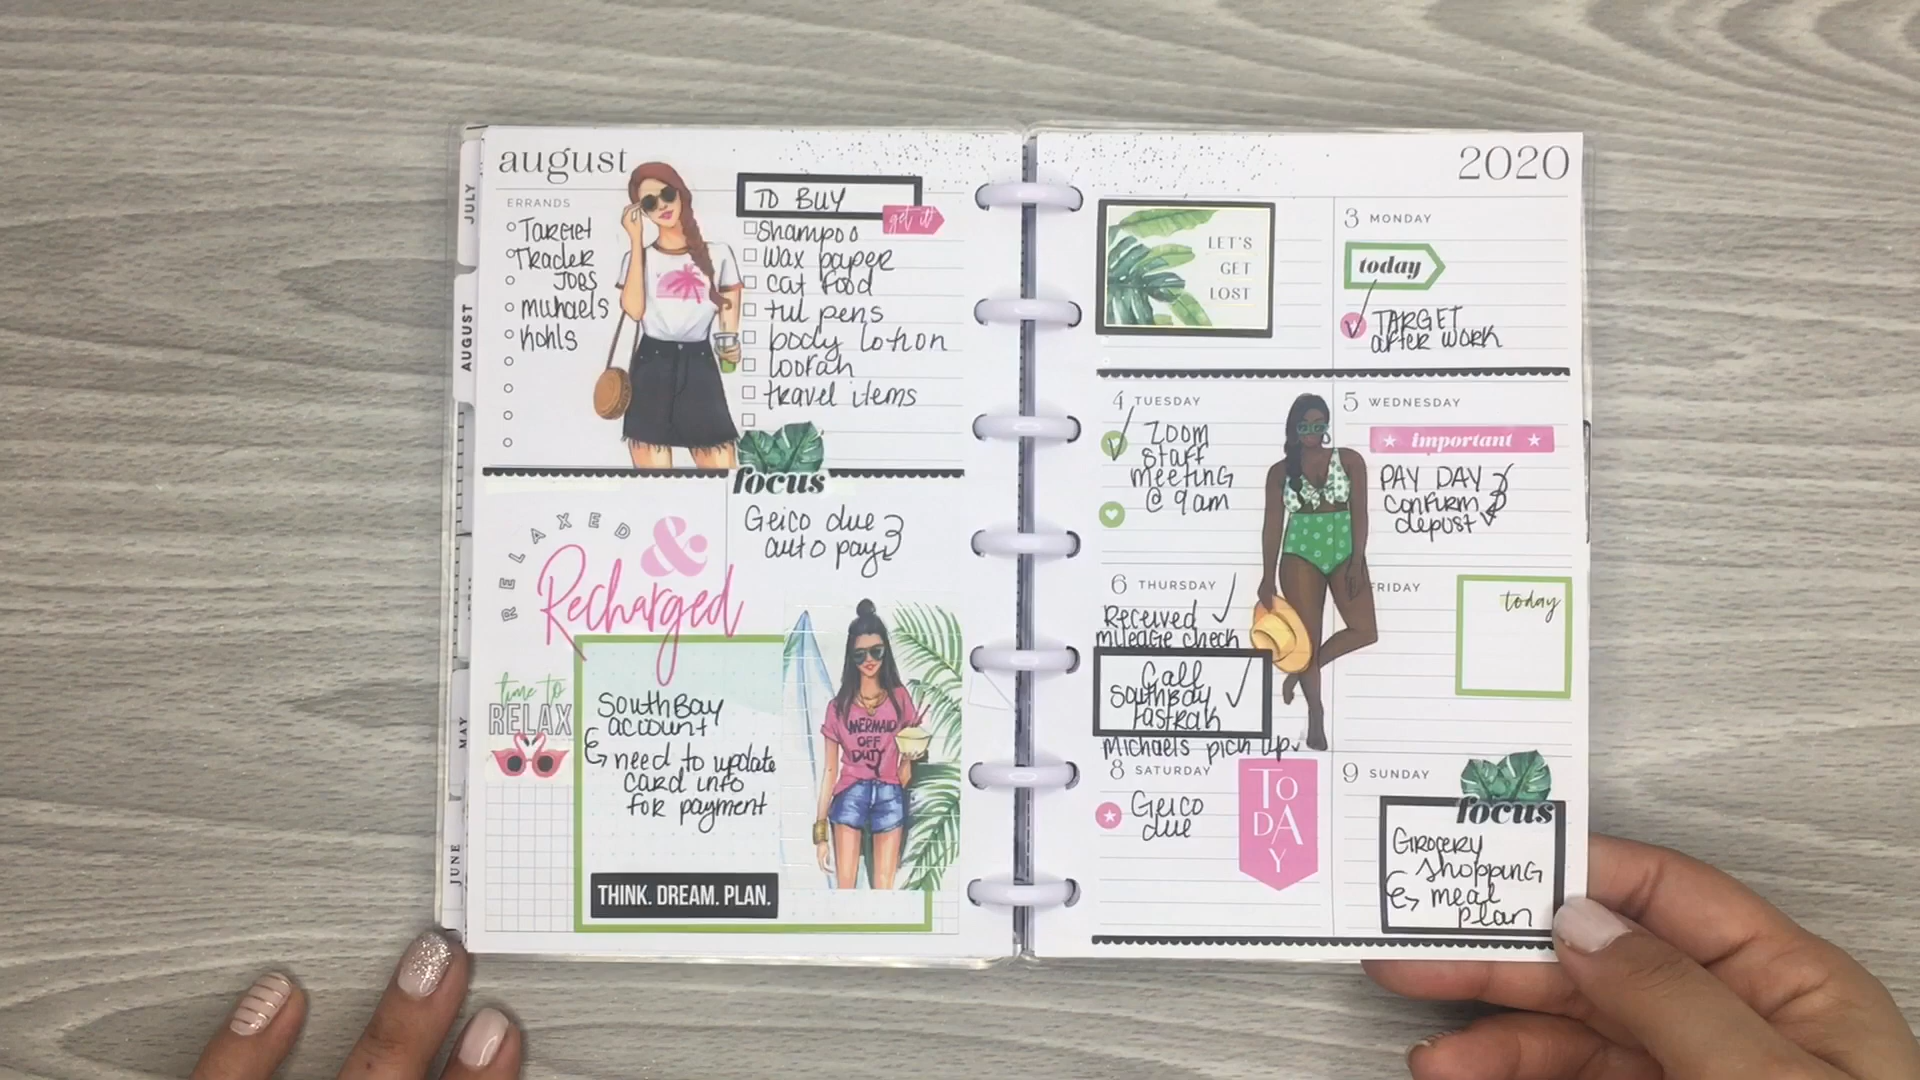 august
ERRANDS
TARGET
TRADER
JOES
michaels
Kohls
TO BUY
get it!
Shampoo
wax paper
cat food
tul pens
body lotion
loofah
travel items
focus
Geico due
auto pay
RELAXED
&
Recharged
time to
RELAX
SOUTHBAY
account
need to update
card info
for payment
MERMAID
OFF
DUTY
THINK. DREAM. PLAN.
JULY
AUGUST
MAY
JUNE
2020
LET'S
GET
LOST
3 MONDAY
today
TARGET
after work
4 TUESDAY
Zoom
staff
meeting
@ 9am
5 WEDNESDAY
important
PAY DAY
confirm
6 THURSDAY
Received
mileage check
Call
SouthBay
fastrak
michaels pick up
FRIDAY
today
8 SATURDAY
Geico
due
TO
DA
Y
9 SUNDAY
focus
Grocery
shopping
meal
plan